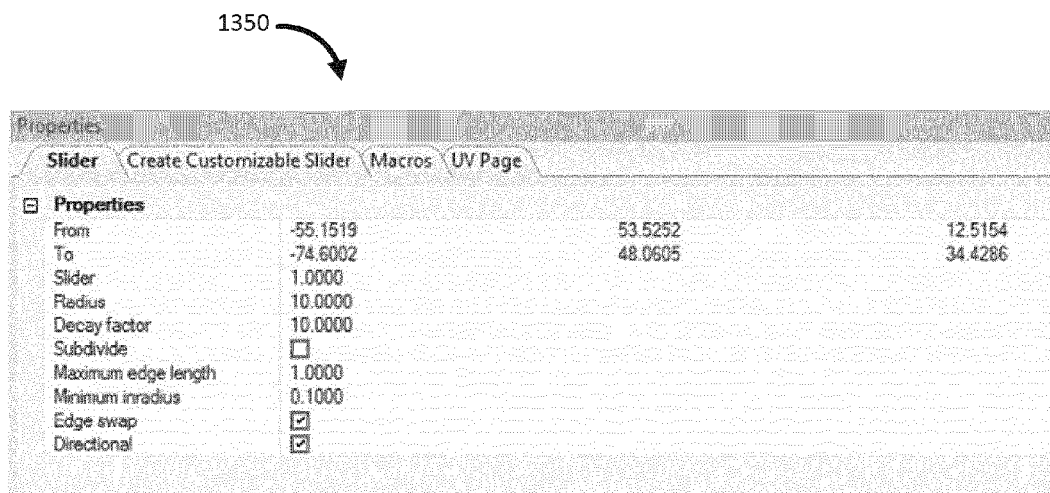 1350
Properties
Slider Create Customizable Slider Macros UV Page
Properties
From -55.1519 53.5252 12.5154
To -74.6002 48.0605 34.4286
Slider 1.0000
Radius 10.0000
Decay factor 10.0000
Subdivide
Maximum edge length 1.0000
Minimum inradius 0.1000
Edge swap
Directional